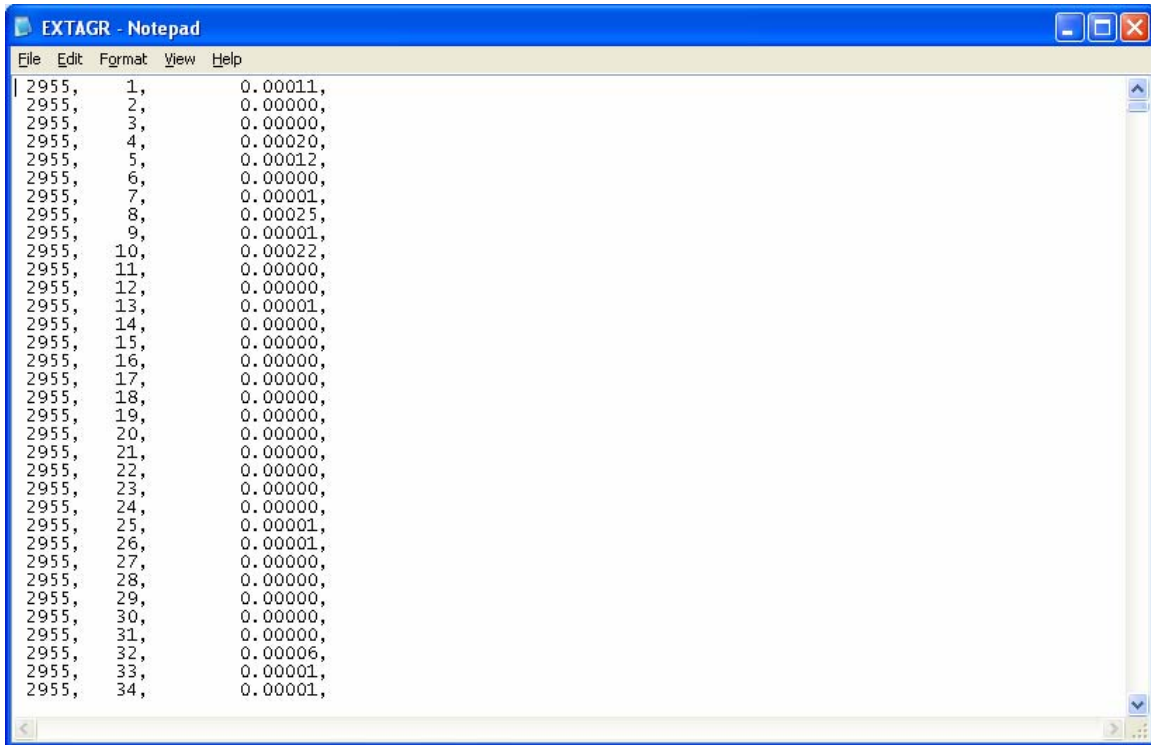 EXTAGR - Notepad
File Edit Format View Help
2955, 1, 0.00011,
2955, 2, 0.00000,
2955, 3, 0.00000,
2955, 4, 0.00020,
2955, 5, 0.00012,
2955, 6, 0.00000,
2955, 7, 0.00001,
2955, 8, 0.00025,
2955, 9, 0.00001,
2955, 10, 0.00022,
2955, 11, 0.00000,
2955, 12, 0.00000,
2955, 13, 0.00001,
2955, 14, 0.00000,
2955, 15, 0.00000,
2955, 16, 0.00000,
2955, 17, 0.00000,
2955, 18, 0.00000,
2955, 19, 0.00000,
2955, 20, 0.00000,
2955, 21, 0.00000,
2955, 22, 0.00000,
2955, 23, 0.00000,
2955, 24, 0.00000,
2955, 25, 0.00001,
2955, 26, 0.00001,
2955, 27, 0.00000,
2955, 28, 0.00000,
2955, 29, 0.00000,
2955, 30, 0.00000,
2955, 31, 0.00000,
2955, 32, 0.00006,
2955, 33, 0.00001,
2955, 34, 0.00001,